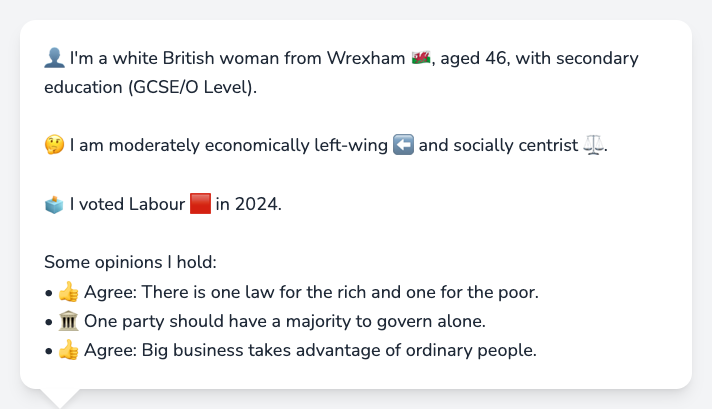 👤 I'm a white British woman from Wrexham 🏴󠁧󠁢󠁷󠁬󠁳󠁿, aged 46, with secondary
education (GCSE/O Level).
🤔 I am moderately economically left-wing ⬅️ and socially centrist ⚖️.
🗳️ I voted Labour 🟥 in 2024.
Some opinions I hold:
• 👍 Agree: There is one law for the rich and one for the poor.
• 🏛️ One party should have a majority to govern alone.
• 👍 Agree: Big business takes advantage of ordinary people.